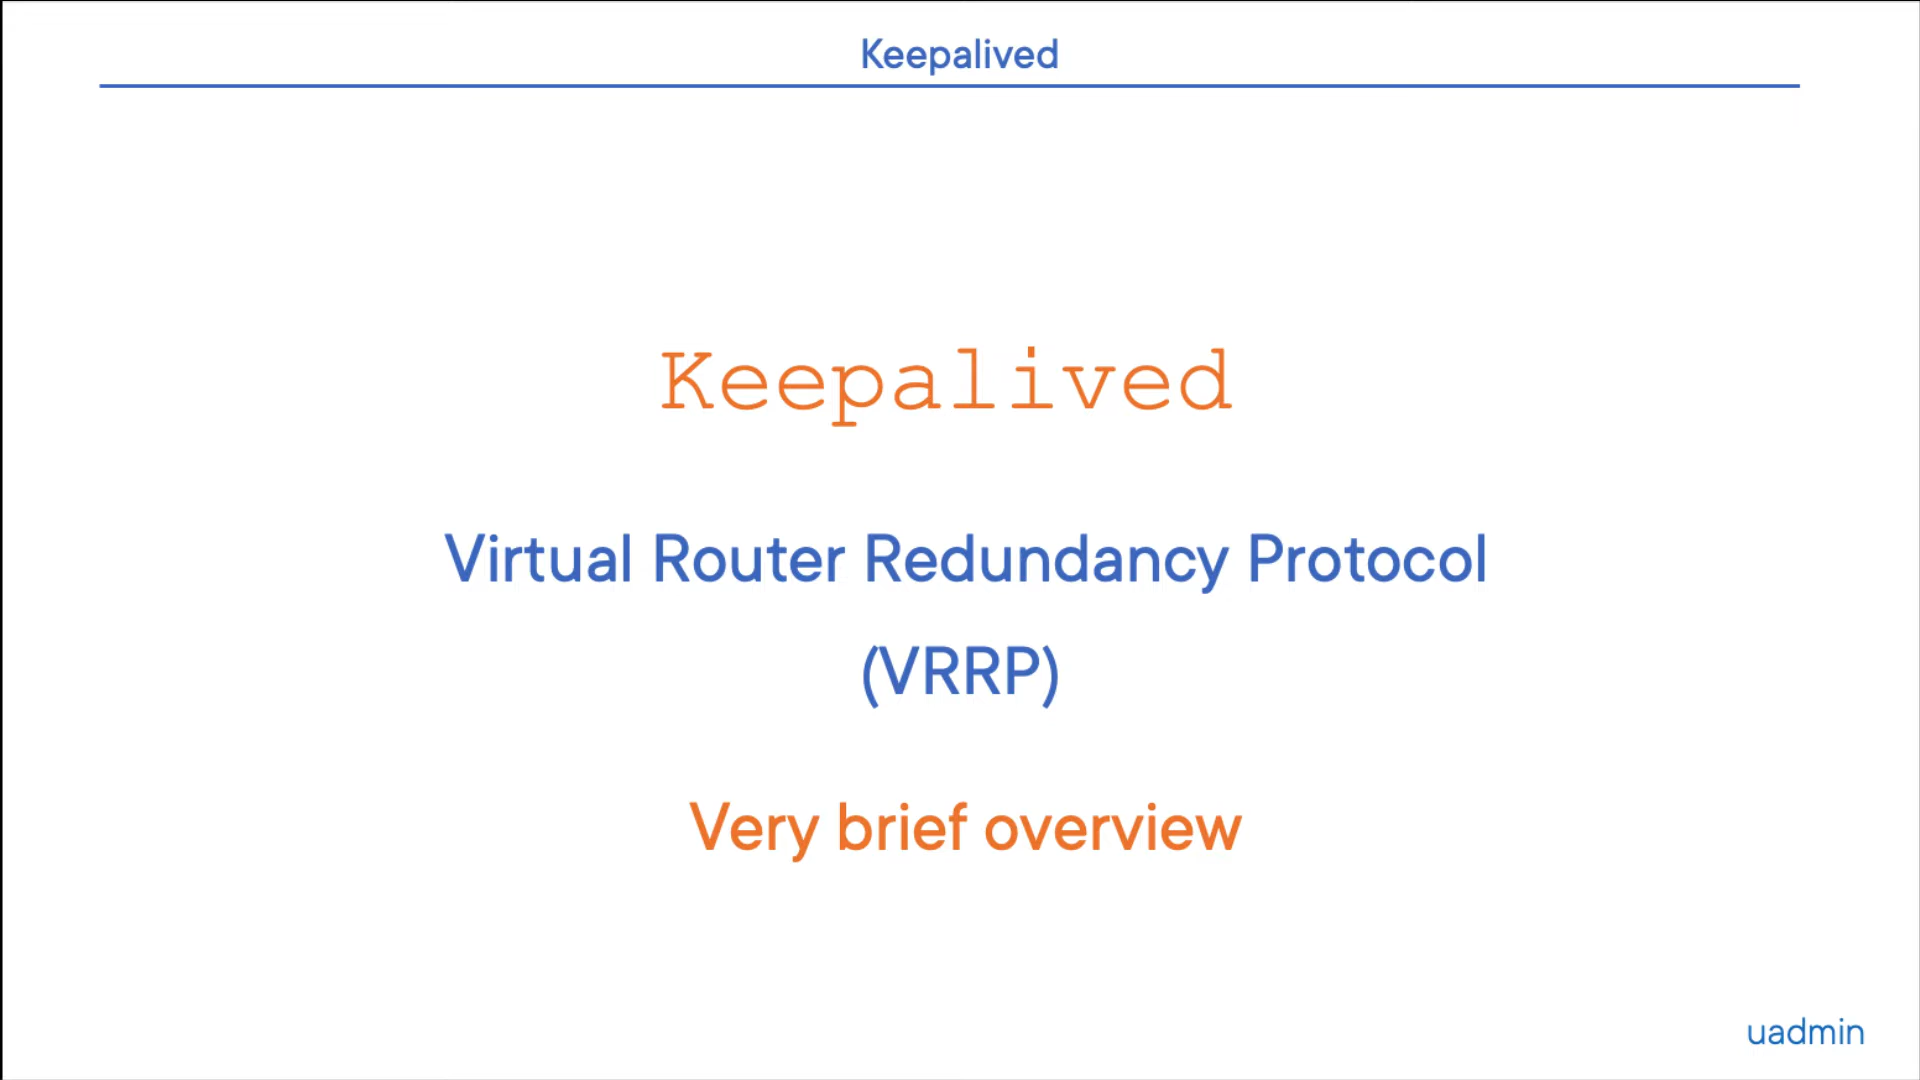 Keepalived
Keepalived
Virtual Router Redundancy Protocol
(VRRP)
Very brief overview
uadmin